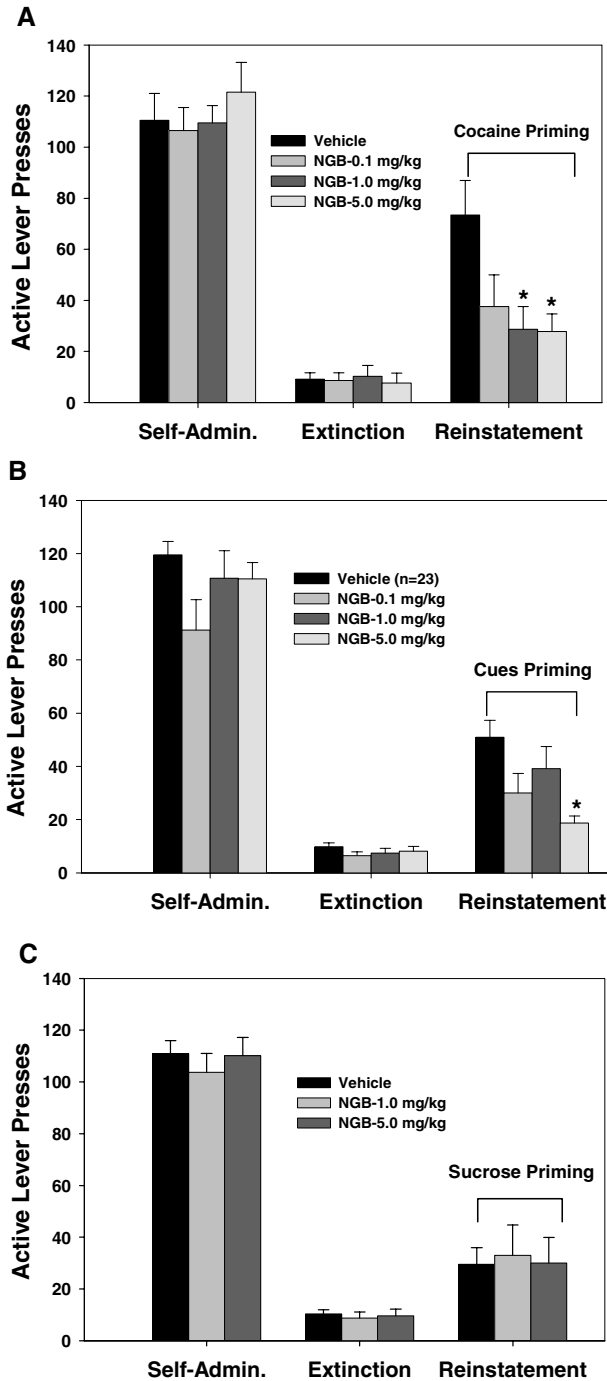 A
Active Lever Presses
140
120
100
80
60
40
20
0
Vehicle
NGB-0.1 mg/kg
NGB-1.0 mg/kg
NGB-5.0 mg/kg
Cocaine Priming
*
*
Self-Admin.
Extinction
Reinstatement
B
Active Lever Presses
140
120
100
80
60
40
20
0
Vehicle (n=23)
NGB-0.1 mg/kg
NGB-1.0 mg/kg
NGB-5.0 mg/kg
Cues Priming
*
Self-Admin.
Extinction
Reinstatement
C
Active Lever Presses
140
120
100
80
60
40
20
0
Vehicle
NGB-1.0 mg/kg
NGB-5.0 mg/kg
Sucrose Priming
Self-Admin.
Extinction
Reinstatement